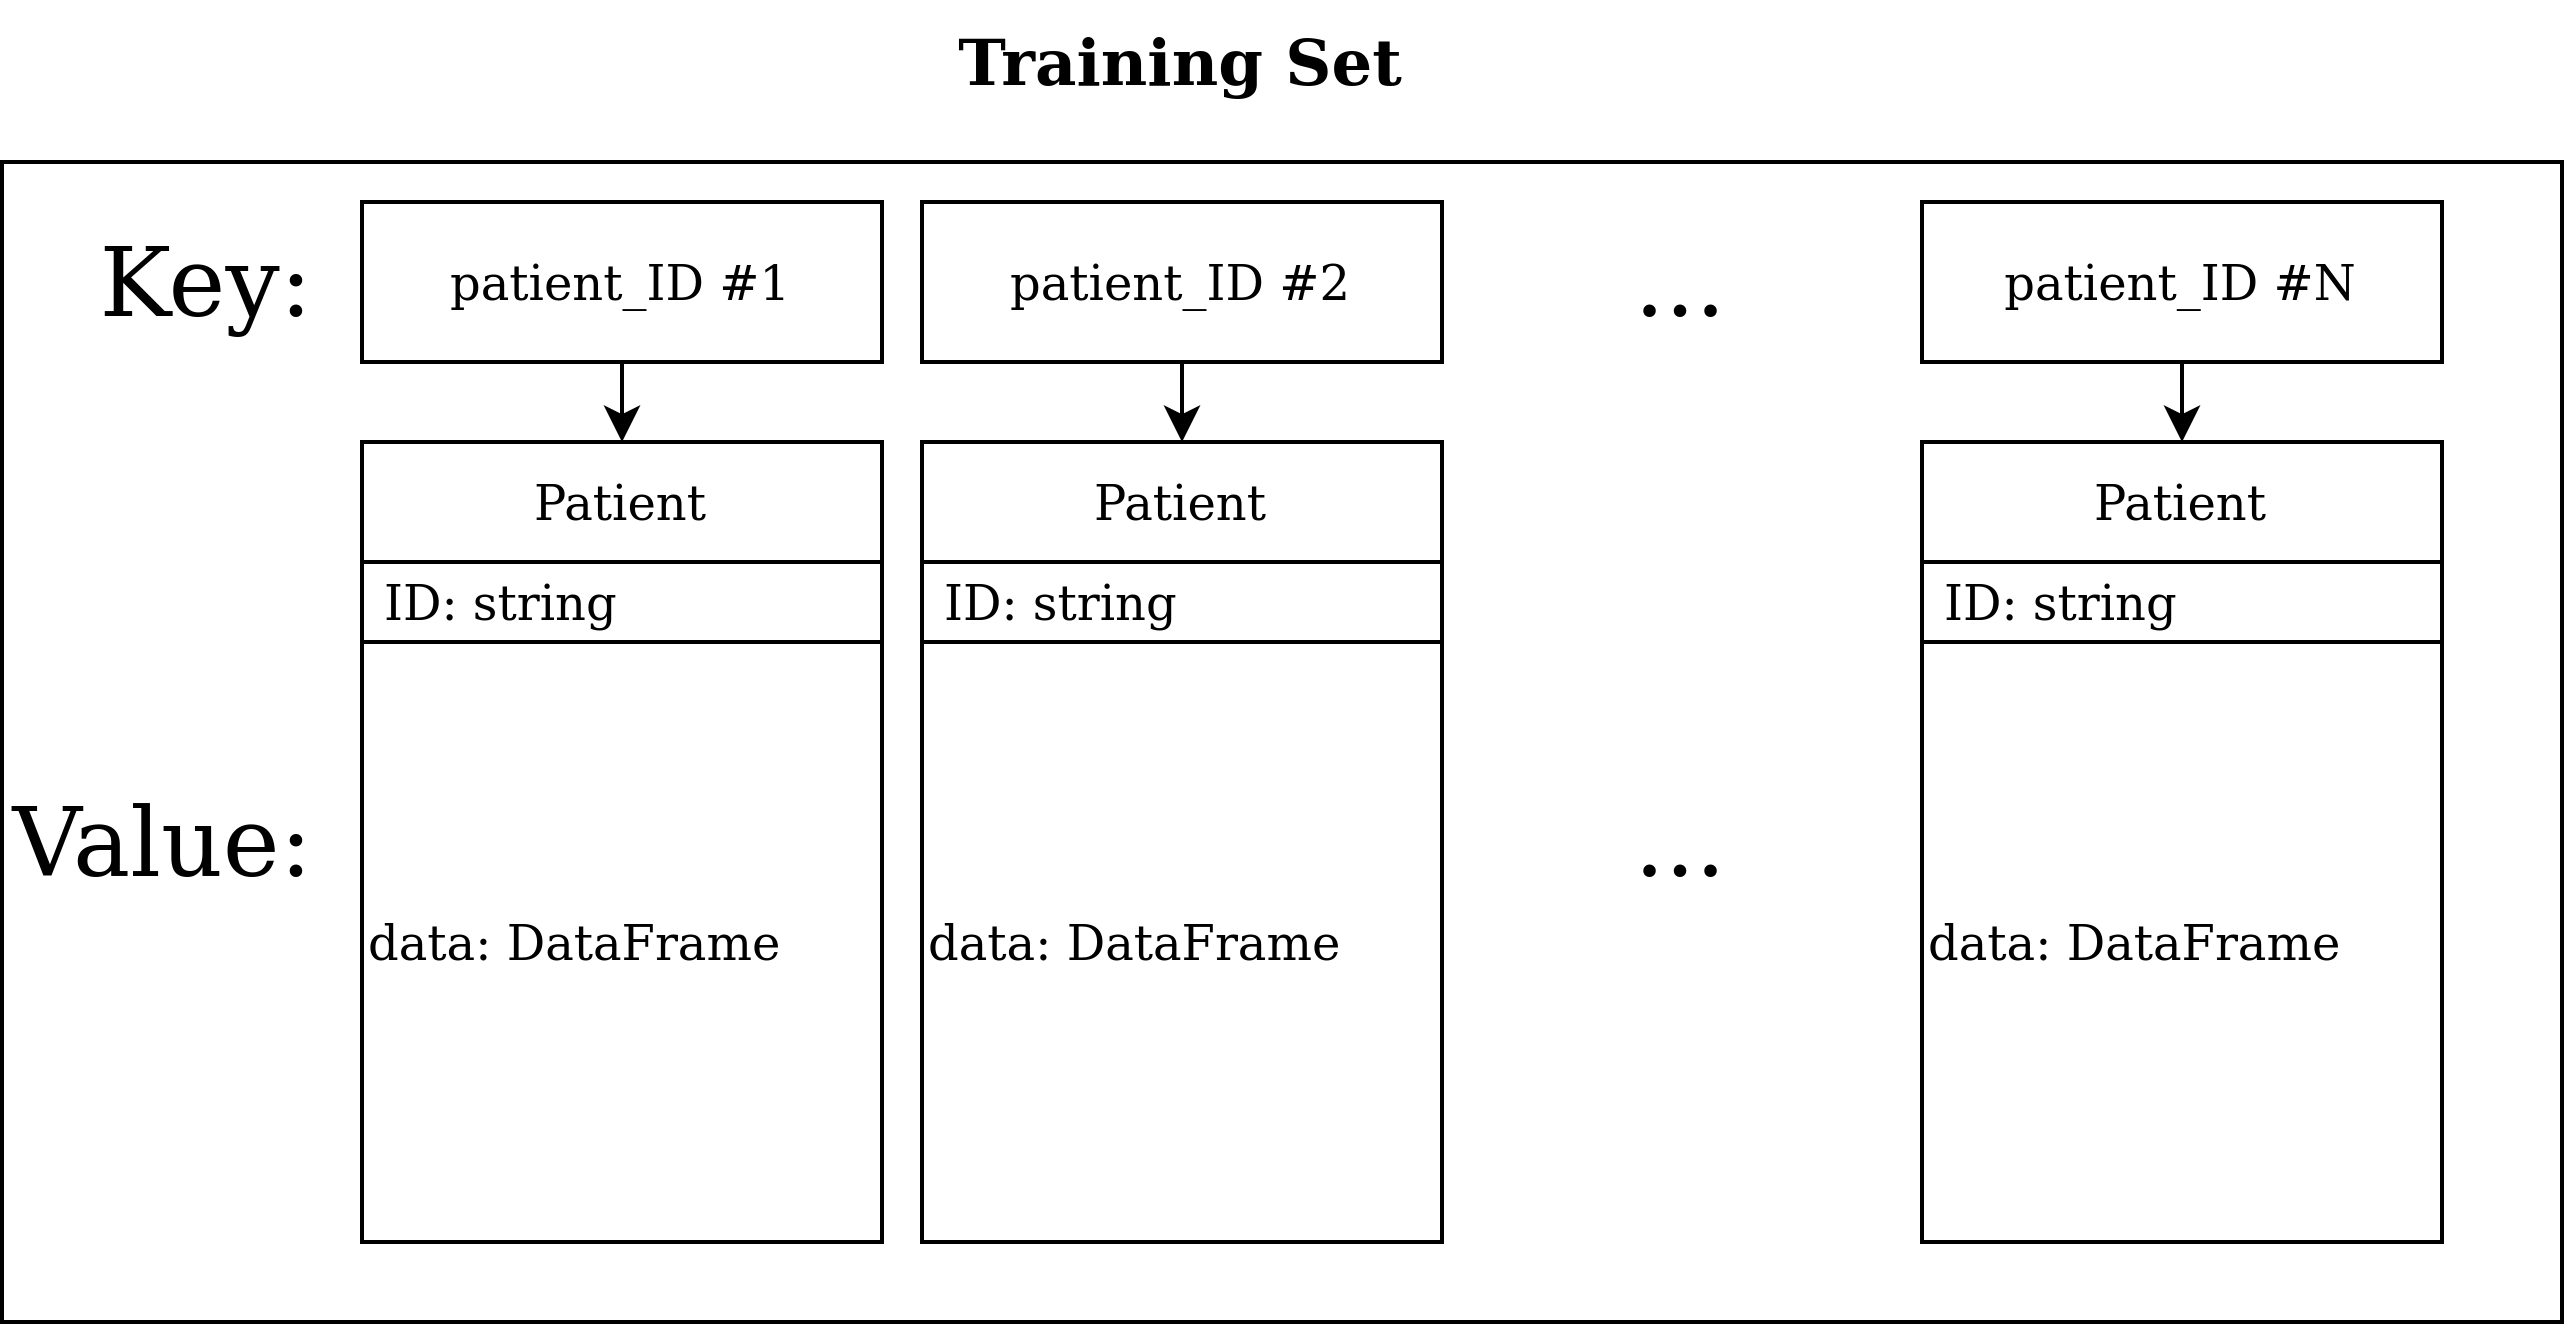 Training Set
Key:
patient_ID #1
patient_ID #2
...
patient_ID #N
Patient
Patient
Patient
ID: string
ID: string
ID: string
Value:
...
data: DataFrame
data: DataFrame
data: DataFrame